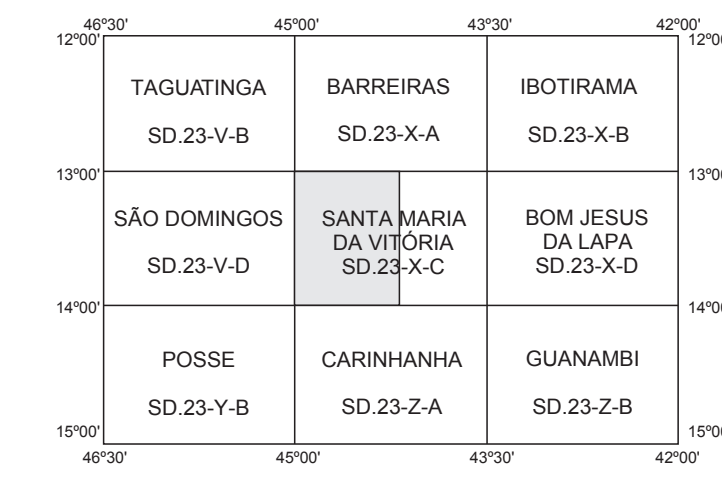 46º30' 45º00' 43º30' 42º00'
12º00' 12º00
TAGUATINGA BARREIRAS IBOTIRAMA
SD.23-V-B SD.23-X-A SD.23-X-B
13º00' 13º00
SÃO DOMINGOS SANTA MARIA BOM JESUS
DA VITÓRIA DA LAPA
SD.23-V-D SD.23-X-C SD.23-X-D
14º00' 14º00
POSSE CARINHANHA GUANAMBI
SD.23-Y-B SD.23-Z-A SD.23-Z-B
15º00' 15º00
46º30' 45º00' 43º30' 42º00'